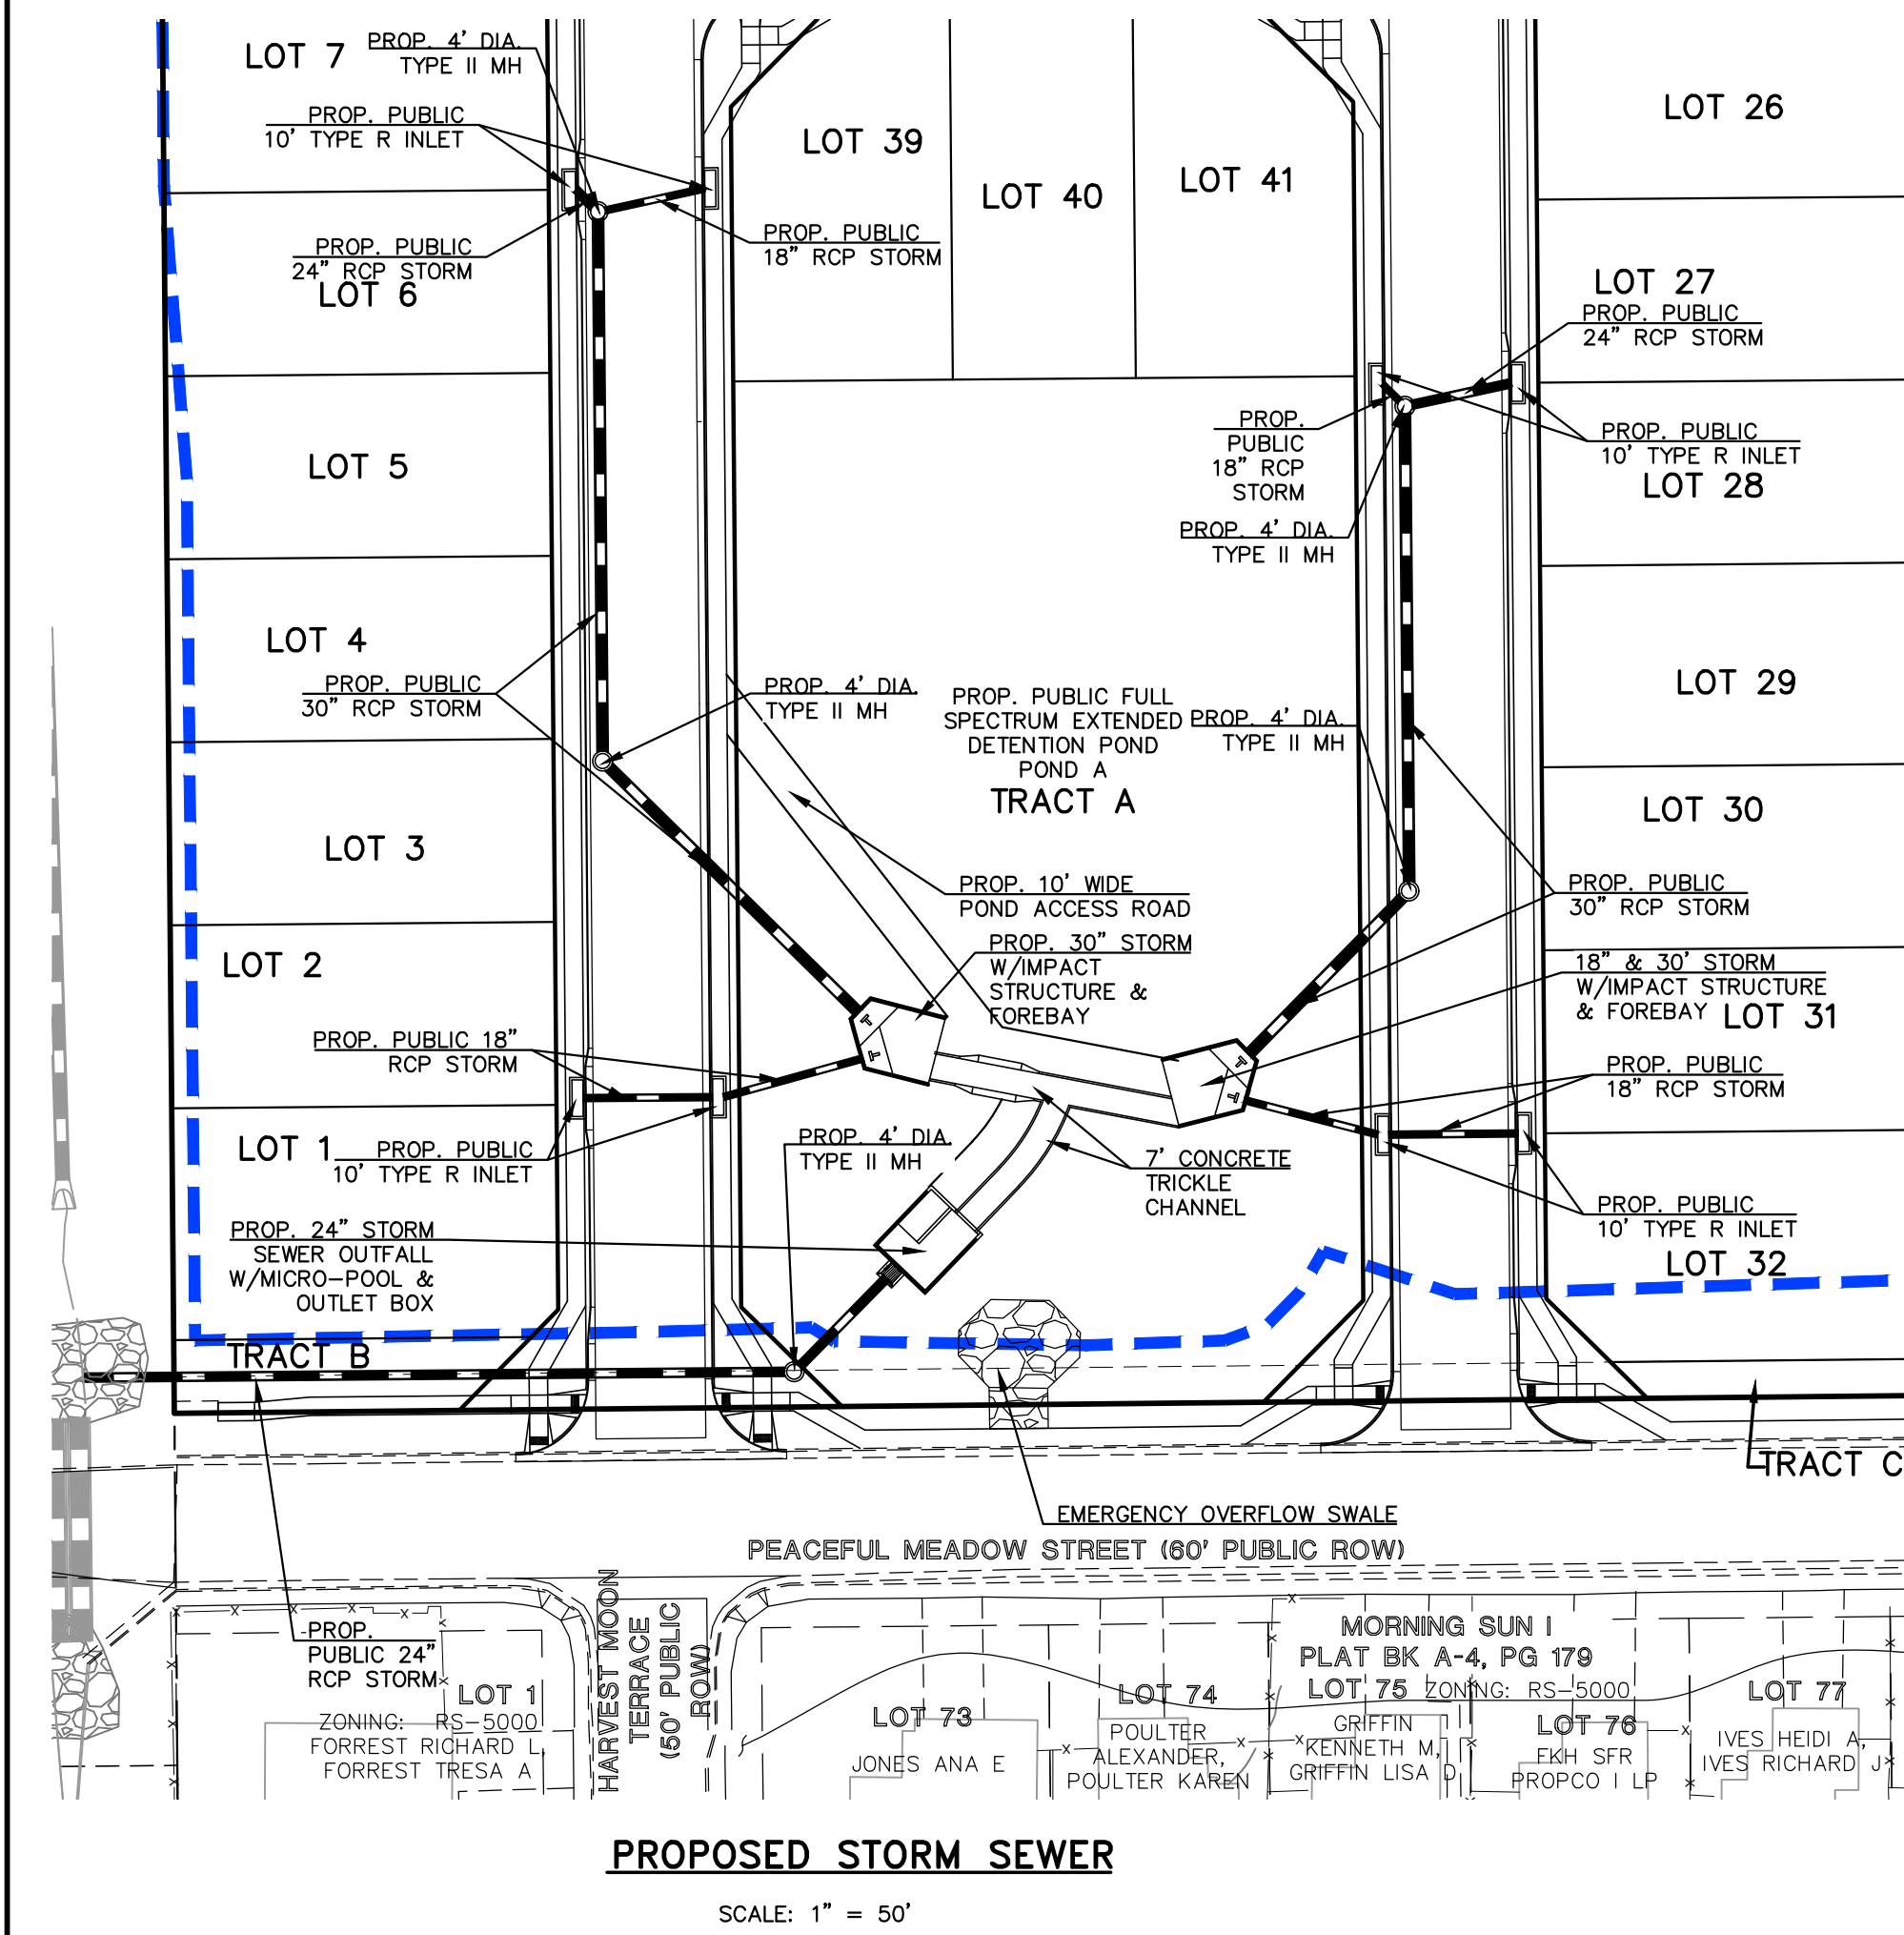 LOT 7
PROP. 4' DIA.
TYPE II MH
PROP. PUBLIC
10' TYPE R INLET
LOT 39
LOT 40
LOT 41
LOT 26
PROP. PUBLIC
24" RCP STORM
LOT 6
PROP. PUBLIC
18" RCP STORM
LOT 27
PROP. PUBLIC
24" RCP STORM
LOT 5
PROP.
PUBLIC
18" RCP
STORM
PROP. PUBLIC
10' TYPE R INLET
LOT 28
PROP. 4' DIA.
TYPE II MH
LOT 4
PROP. PUBLIC
30" RCP STORM
PROP. 4' DIA.
TYPE II MH
PROP. PUBLIC FULL
SPECTRUM EXTENDED
DETENTION POND
POND A
TRACT A
PROP. 4' DIA.
TYPE II MH
LOT 29
LOT 30
LOT 3
PROP. 10' WIDE
POND ACCESS ROAD
PROP. PUBLIC
30" RCP STORM
LOT 2
PROP. 30" STORM
W/IMPACT
STRUCTURE &
FOREBAY
18" & 30' STORM
W/IMPACT STRUCTURE
& FOREBAY
LOT 31
PROP. PUBLIC 18"
RCP STORM
PROP. PUBLIC
18" RCP STORM
LOT 1
PROP. PUBLIC
10' TYPE R INLET
PROP. 4' DIA.
TYPE II MH
7' CONCRETE
TRICKLE
CHANNEL
PROP. PUBLIC
10' TYPE R INLET
PROP. 24" STORM
SEWER OUTFALL
W/MICRO-POOL &
OUTLET BOX
LOT 32
TRACT B
TRACT C
EMERGENCY OVERFLOW SWALE
PEACEFUL MEADOW STREET (60' PUBLIC ROW)
PROP.
PUBLIC 24"
RCP STORM
HARVEST MOON
TERRACE
(50' PUBLIC
ROW)
MORNING SUN I
PLAT BK A-4, PG 179
LOT 1
ZONING: RS-5000
FORREST RICHARD L,
FORREST TRESA A
LOT 73
JONES ANA E
LOT 74
POULTER
ALEXANDER,
POULTER KAREN
LOT 75
ZONING: RS-5000
GRIFFIN
KENNETH M,
GRIFFIN LISA D
LOT 76
FKH SFR
PROPCO I LP
LOT 77
IVES HEIDI A,
IVES RICHARD J
PROPOSED STORM SEWER
SCALE: 1" = 50'